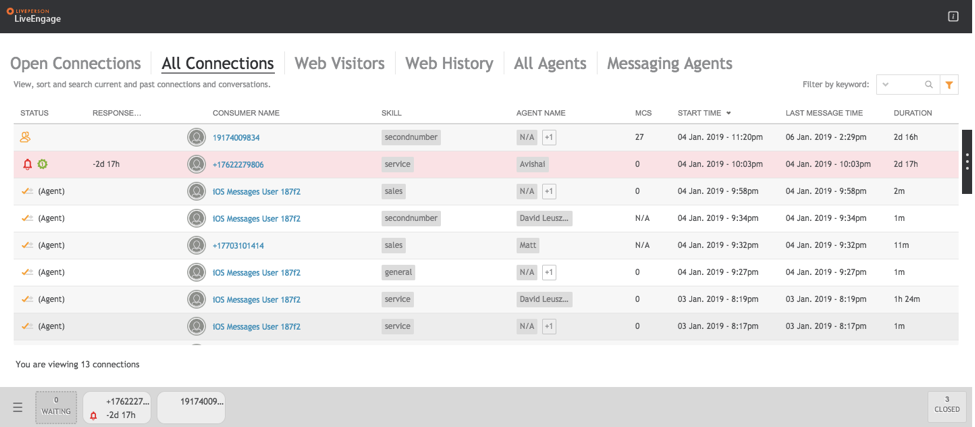 LIVEPERSON
LiveEngage
Open Connections All Connections Web Visitors Web History All Agents Messaging Agents
View, sort and search current and past connections and conversations. Filter by keyword:
STATUS RESPONSE... CONSUMER NAME SKILL AGENT NAME MCS START TIME LAST MESSAGE TIME DURATION
19174009834 secondnumber N/A +1 27 04 Jan. 2019 - 11:20pm 06 Jan. 2019 - 2:29pm 2d 16h
-2d 17h +17622279806 service Avishai 0 04 Jan. 2019 - 10:03pm 04 Jan. 2019 - 10:03pm 2d 17h
(Agent) IOS Messages User 187f2 sales N/A +1 0 04 Jan. 2019 - 9:58pm 04 Jan. 2019 - 9:58pm 2m
(Agent) IOS Messages User 187f2 secondnumber David Leusz... N/A 04 Jan. 2019 - 9:34pm 04 Jan. 2019 - 9:34pm 1m
(Agent) +17703101414 sales Matt N/A 04 Jan. 2019 - 9:32pm 04 Jan. 2019 - 9:32pm 11m
(Agent) IOS Messages User 187f2 general N/A +1 0 04 Jan. 2019 - 9:27pm 04 Jan. 2019 - 9:27pm 1m
(Agent) IOS Messages User 187f2 service David Leusz... 0 03 Jan. 2019 - 8:19pm 03 Jan. 2019 - 8:19pm 1h 24m
(Agent) IOS Messages User 187f2 service N/A +1 0 03 Jan. 2019 - 8:17pm 03 Jan. 2019 - 8:17pm 1m
You are viewing 13 connections
0 +1762227... 19174009... 3
WAITING -2d 17h CLOSED